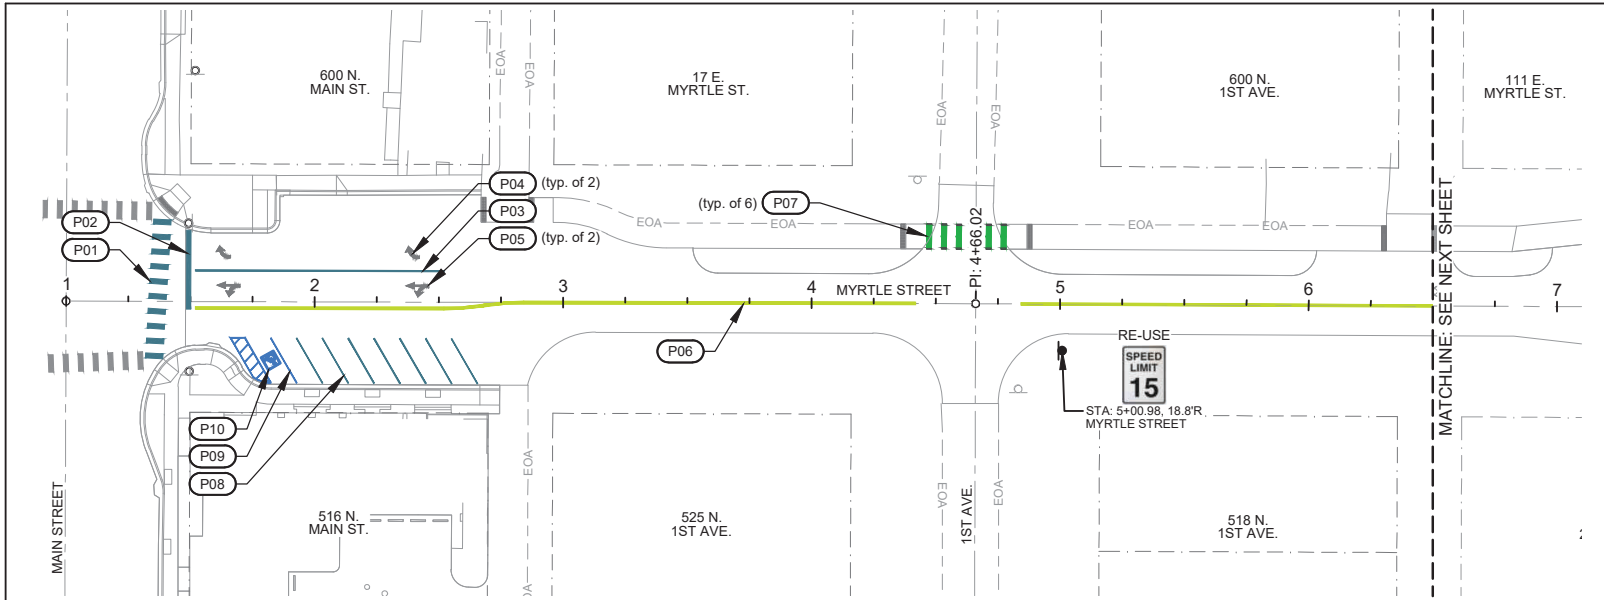 600 N.
MAIN ST.
17 E.
MYRTLE ST.
600 N.
1ST AVE.
111 E.
MYRTLE ST.
EOA
EOA
EOA
EOA
P04 (typ. of 2)
P03
P05 (typ. of 2)
(typ. of 6) P07
P02
P01
EOA
EOA
EOA
EOA
PI: 4+66.02
MATCHLINE: SEE NEXT SHEET
1
2
3
4
5
6
7
MYRTLE STREET
P06
RE-USE
SPEED
LIMIT
15
STA: 5+00.98, 18.8'R
MYRTLE STREET
P10
P09
P08
MAIN STREET
516 N.
MAIN ST.
525 N.
1ST AVE.
1ST AVE.
518 N.
1ST AVE.
EOA
EOA
EOA
EOA